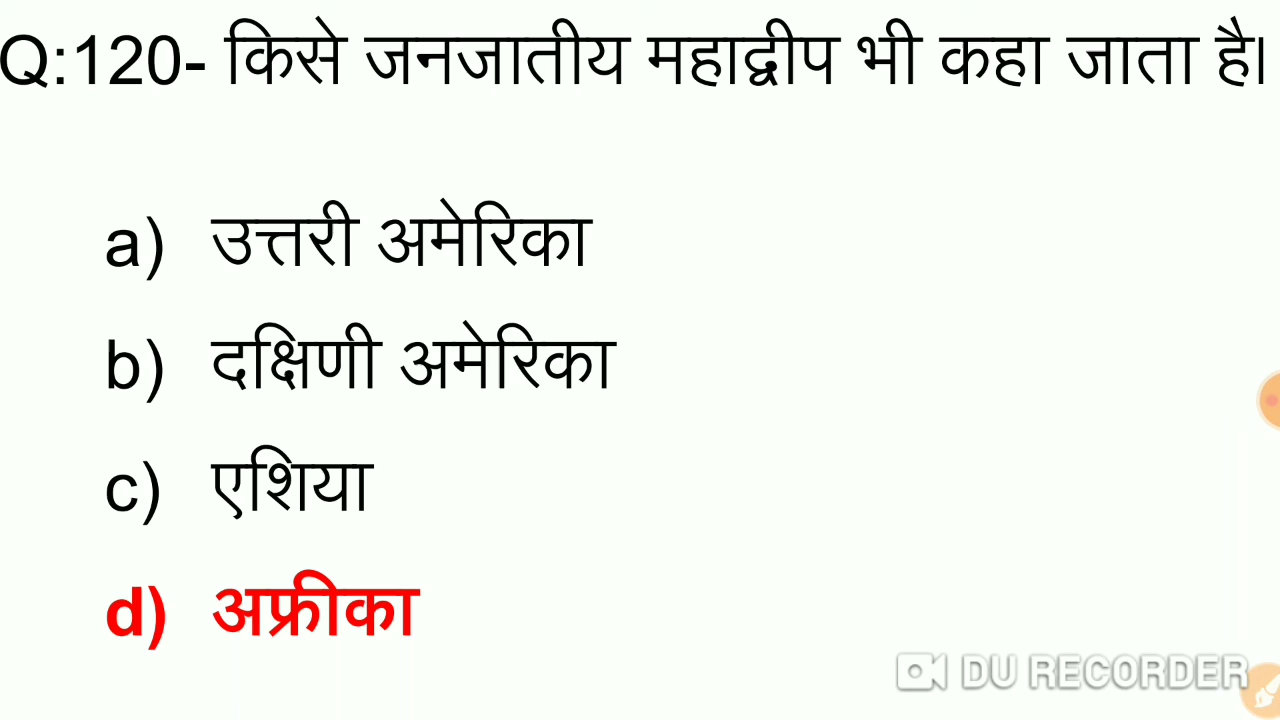 Q:120- किसे जनजातीय महाद्वीप भी कहा जाता है।
a) उत्तरी अमेरिका
b) दक्षिणी अमेरिका
c) एशिया
d) अफ्रीका
DU RECORDER